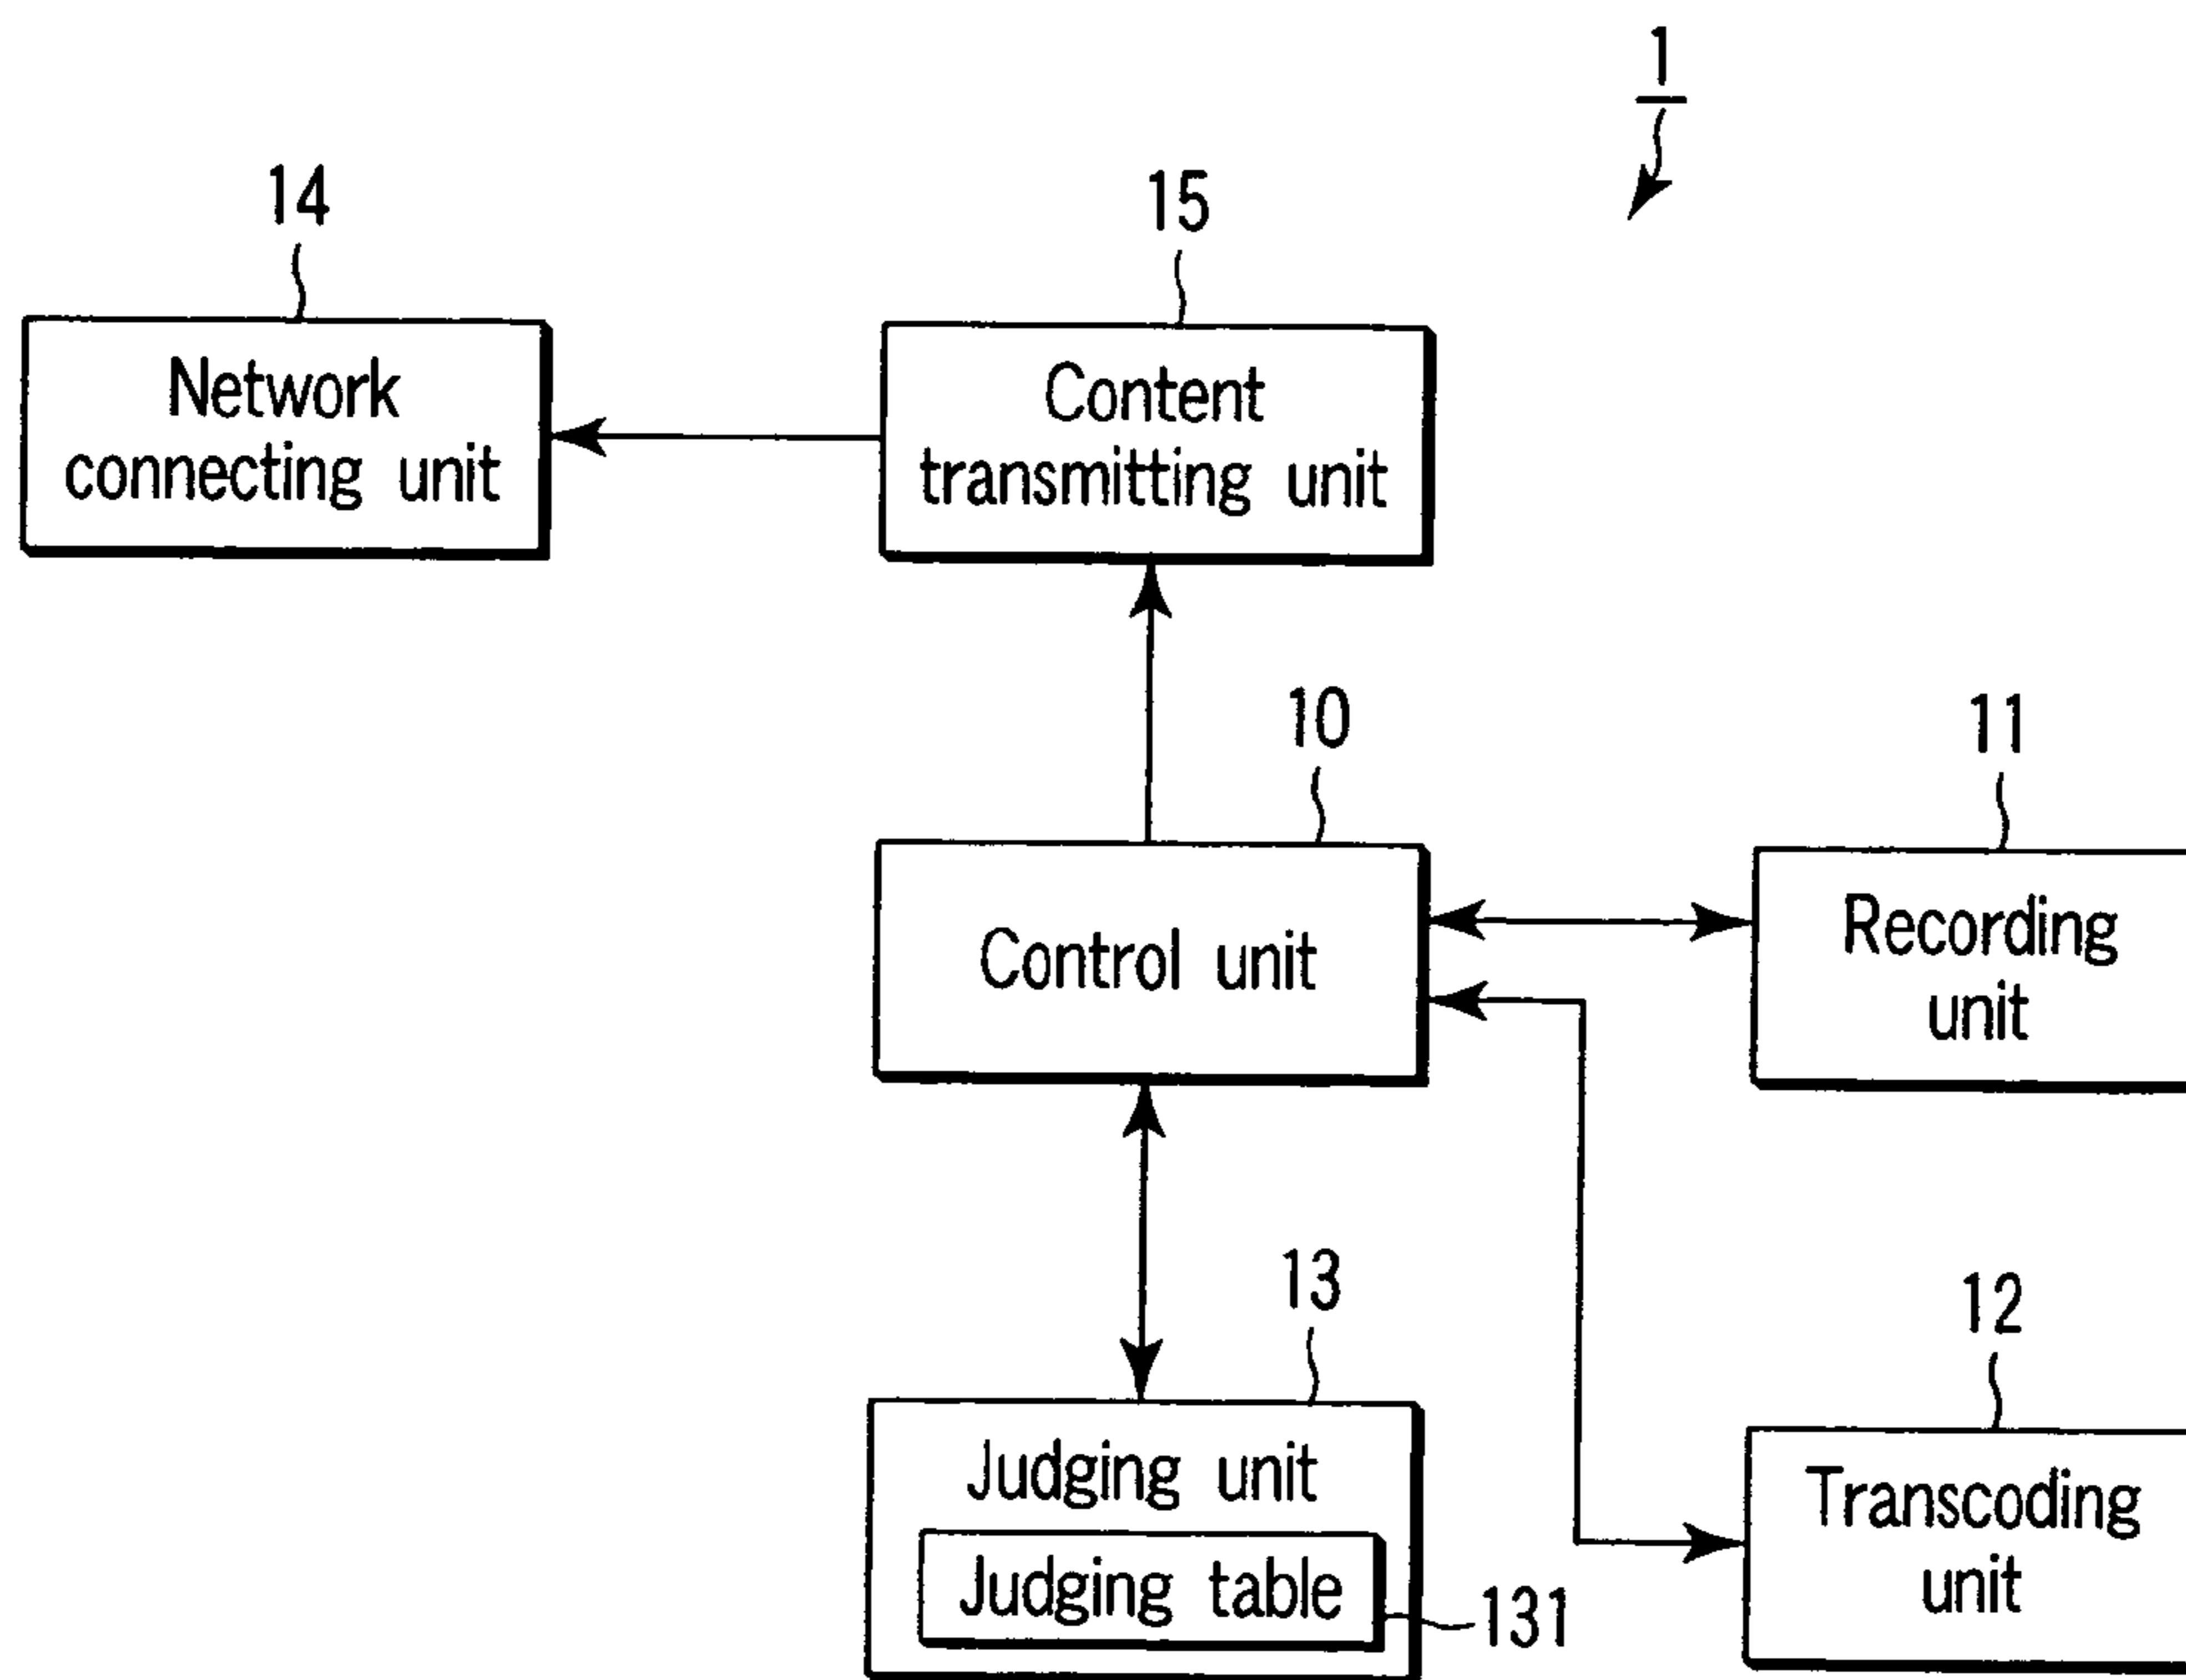 1
14
Network
connecting unit
15
Content
transmitting unit
10
Control unit
11
Recording
unit
13
Judging unit
Judging table
131
12
Transcoding
unit